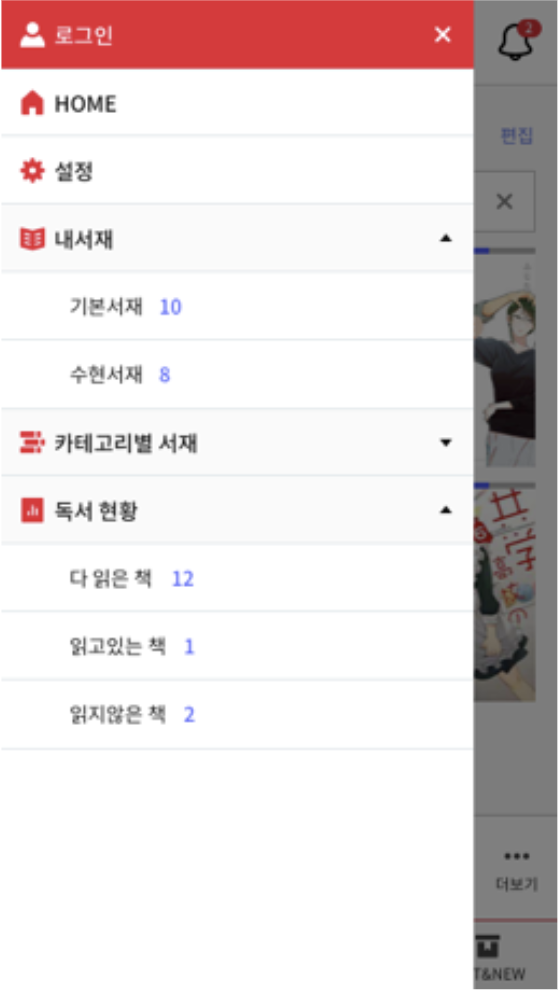 로그인
2
HOME
편집
설정
내서재
기본서재 10
수현서재 8
카테고리별 서재
독서 현황
다 읽은 책 12
읽고있는 책 1
읽지않은 책 2
더보기
T&NEW